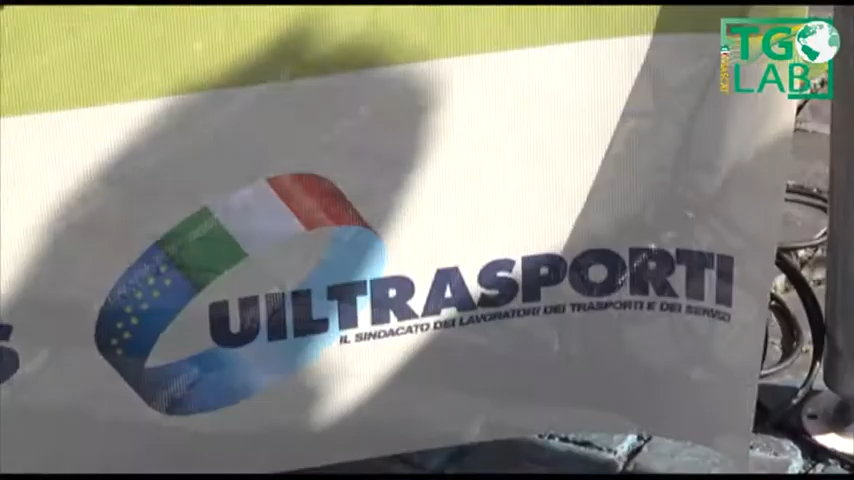 TG
LAB
UILTRASPORTI
IL SINDACATO DEI LAVORATORI DEI TRASPORTI E DEI SERVIZI
S